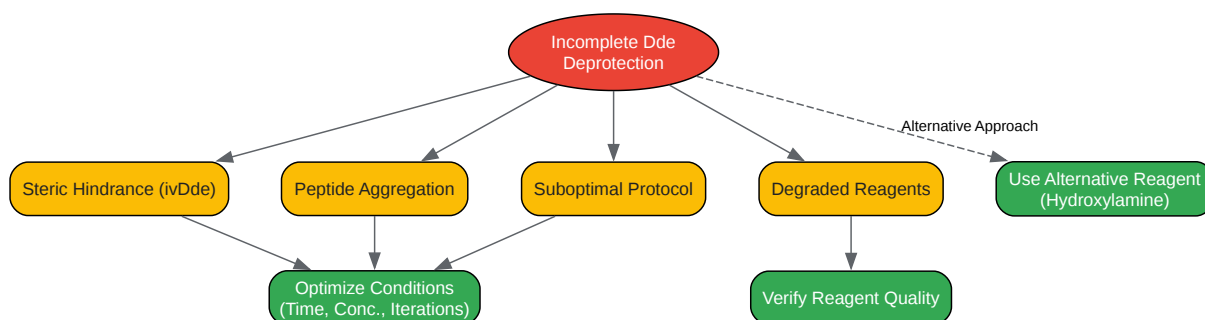 Incomplete Dde
Deprotection
Alternative Approach
Steric Hindrance (ivDde)
Peptide Aggregation
Suboptimal Protocol
Degraded Reagents
Use Alternative Reagent
(Hydroxylamine)
Optimize Conditions
(Time, Conc., Iterations)
Verify Reagent Quality